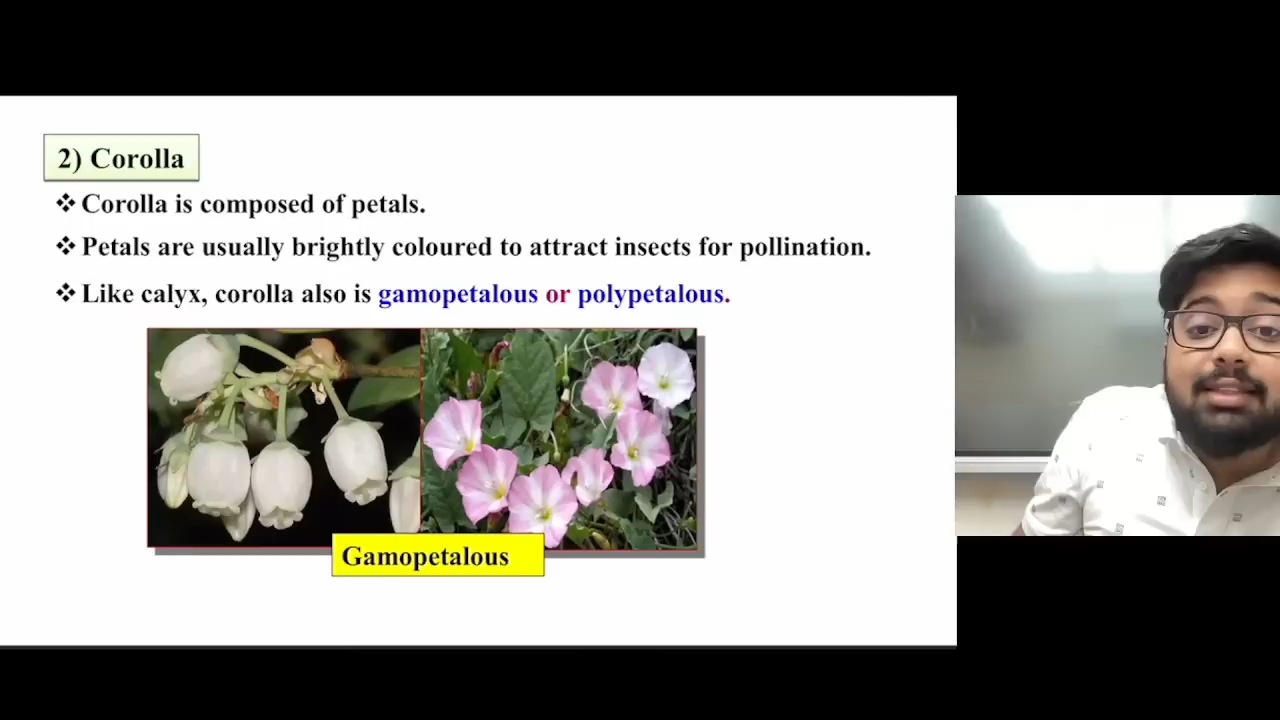 2) Corolla
❖ Corolla is composed of petals.
❖ Petals are usually brightly coloured to attract insects for pollination.
❖ Like calyx, corolla also is gamopetalous or polypetalous.
Gamopetalous